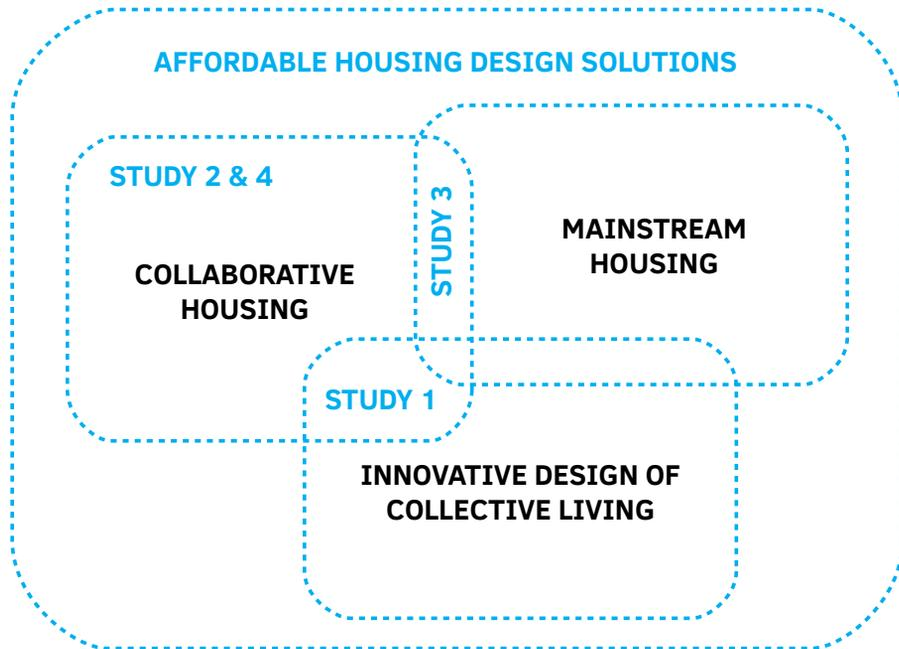 AFFORDABLE HOUSING DESIGN SOLUTIONS
STUDY 2 & 4
COLLABORATIVE
HOUSING
STUDY 3
MAINSTREAM
HOUSING
STUDY 1
INNOVATIVE DESIGN OF
COLLECTIVE LIVING